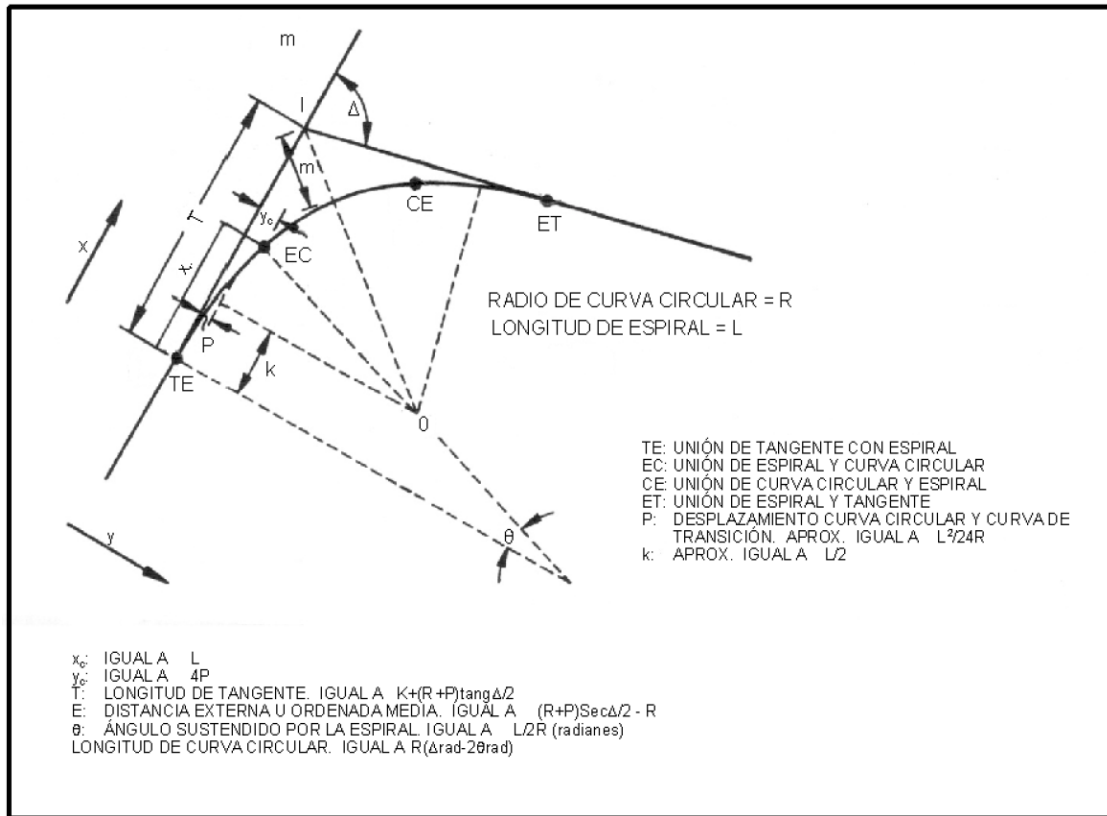 m
I
Δ
m
T
y꜀
CE
ET
x
x꜀
EC
RADIO DE CURVA CIRCULAR = R
LONGITUD DE ESPIRAL = L
P
TE
k
0
TE: UNIÓN DE TANGENTE CON ESPIRAL
EC: UNIÓN DE ESPIRAL Y CURVA CIRCULAR
CE: UNIÓN DE CURVA CIRCULAR Y ESPIRAL
ET: UNIÓN DE ESPIRAL Y TANGENTE
P: DESPLAZAMIENTO CURVA CIRCULAR Y CURVA DE
TRANSICIÓN. APROX. IGUAL A L²/24R
k: APROX. IGUAL A L/2
y
θ
x꜀: IGUAL A L
y꜀: IGUAL A 4P
T: LONGITUD DE TANGENTE. IGUAL A K+(R+P)tangΔ/2
E: DISTANCIA EXTERNA U ORDENADA MEDIA. IGUAL A (R+P)SecΔ/2 - R
θ: ÁNGULO SUSTENDIDO POR LA ESPIRAL. IGUAL A L/2R (radianes)
LONGITUD DE CURVA CIRCULAR. IGUAL A R(Δrad-2θrad)